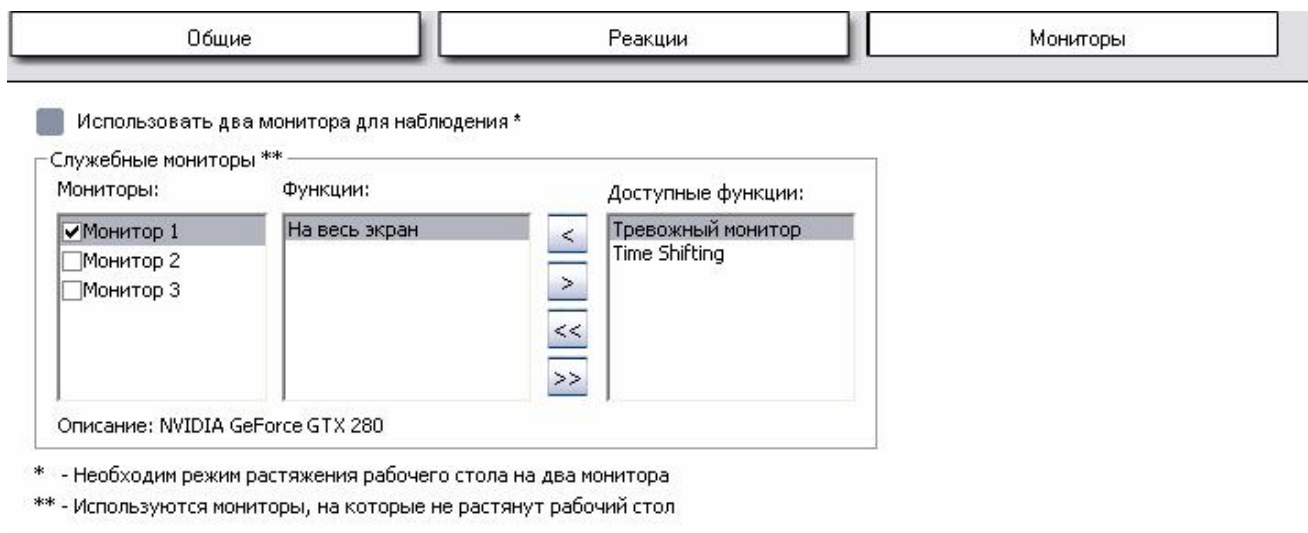 Общие Реакции Мониторы
Использовать два монитора для наблюдения *
Служебные мониторы **
Мониторы: Функции: Доступные функции:
Монитор 1 На весь экран < Тревожный монитор
Монитор 2 Time Shifting
Монитор 3 >
<<
>>
Описание: NVIDIA GeForce GTX 280
* - Необходим режим растяжения рабочего стола на два монитора
** - Используются мониторы, на которые не растянут рабочий стол